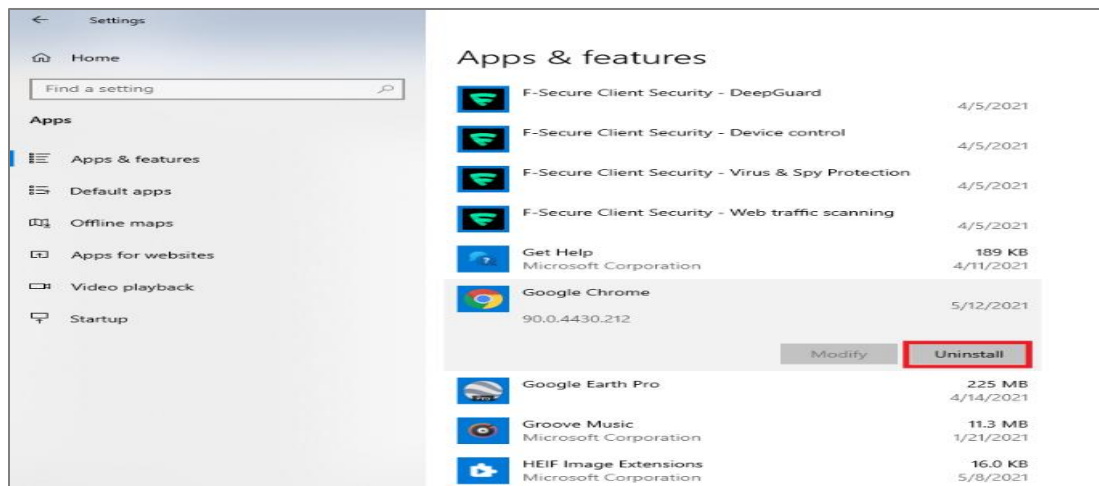 Settings
Home
Find a setting
Apps
Apps & features
Default apps
Offline maps
Apps for websites
Video playback
Startup
Apps & features
F-Secure Client Security - DeepGuard
4/5/2021
F-Secure Client Security - Device control
4/5/2021
F-Secure Client Security - Virus & Spy Protection
4/5/2021
F-Secure Client Security - Web traffic scanning
4/5/2021
Get Help 189 KB
Microsoft Corporation 4/11/2021
Google Chrome
5/12/2021
90.0.4430.212
Modify Uninstall
Google Earth Pro 225 MB
4/14/2021
Groove Music 11.3 MB
Microsoft Corporation 1/21/2021
HEIF Image Extensions 16.0 KB
Microsoft Corporation 5/8/2021